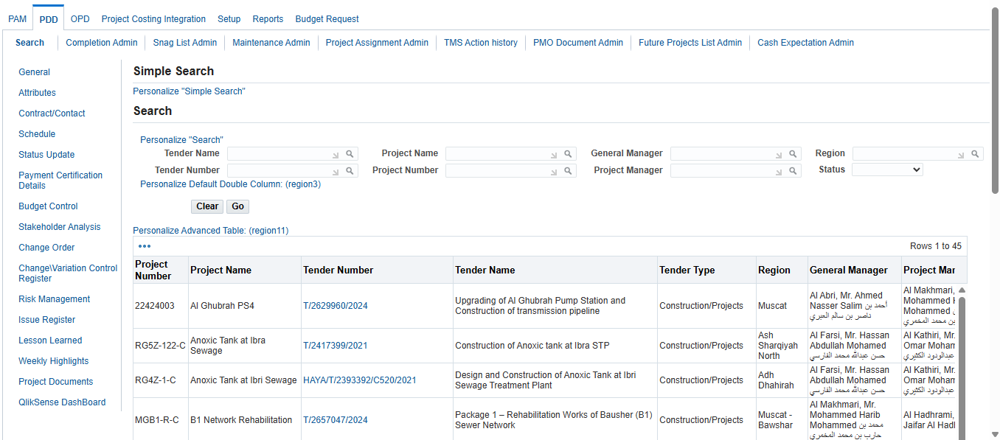 PAM PDD OPD Project Costing Integration Setup Reports Budget Request
Search Completion Admin Snag List Admin Maintenance Admin Project Assignment Admin TMS Action history PMO Document Admin Future Projects List Admin Cash Expectation Admin
General
Attributes
Contract/Contact
Schedule
Status Update
Payment Certification
Details
Budget Control
Stakeholder Analysis
Change Order
Change\Variation Control
Register
Risk Management
Issue Register
Lesson Learned
Weekly Highlights
Project Documents
QlikSense DashBoard
Simple Search
Personalize "Simple Search"
Search
Personalize "Search"
Tender Name Project Name General Manager Region
Tender Number Project Number Project Manager Status
Personalize Default Double Column: (region3)
Clear Go
Personalize Advanced Table: (region11)
Rows 1 to 45
Project
Number
Project Name
Tender Number
Tender Name
Tender Type
Region
General Manager
Project Mar
22424003
Al Ghubrah PS4
T/2629960/2024
Upgrading of Al Ghubrah Pump Station and
Construction of transmission pipeline
Construction/Projects
Muscat
Al Abri, Mr. Ahmed
Nasser Salim أحمد بن
ناصر بن سالم العبري
Al Makhmari,
Mohammed
Mohammed
بن محمد المخمري
RG5Z-122-C
Anoxic Tank at Ibra
Sewage
T/2417399/2021
Construction of Anoxic tank at Ibra STP
Construction/Projects
Ash
Sharqiyah
North
Al Farsi, Mr. Hassan
Abdullah Mohamed
حسن عبدالله محمد الفارسي
Al Kathiri, Mr.
Omar Moham
عبدالودود الكثيري
RG4Z-1-C
Anoxic Tank at Ibri Sewage
HAYA/T/2393392/C520/2021
Design and Construction of Anoxic Tank at Ibri
Sewage Treatment Plant
Construction/Projects
Adh
Dhahirah
Al Farsi, Mr. Hassan
Abdullah Mohamed
حسن عبدالله محمد الفارسي
Al Kathiri, Mr.
Omar Moham
عبدالودود الكثيري
MGB1-R-C
B1 Network Rehabilitation
T/2657047/2024
Package 1 – Rehabilitation Works of Bausher (B1)
Sewer Network
Construction/Projects
Muscat -
Bawshar
Al Makhmari, Mr.
Mohammed Harib
Mohammed محمد بن
حارب بن محمد المخمري
Al Hadhrami,
Jaifar Al Hadl